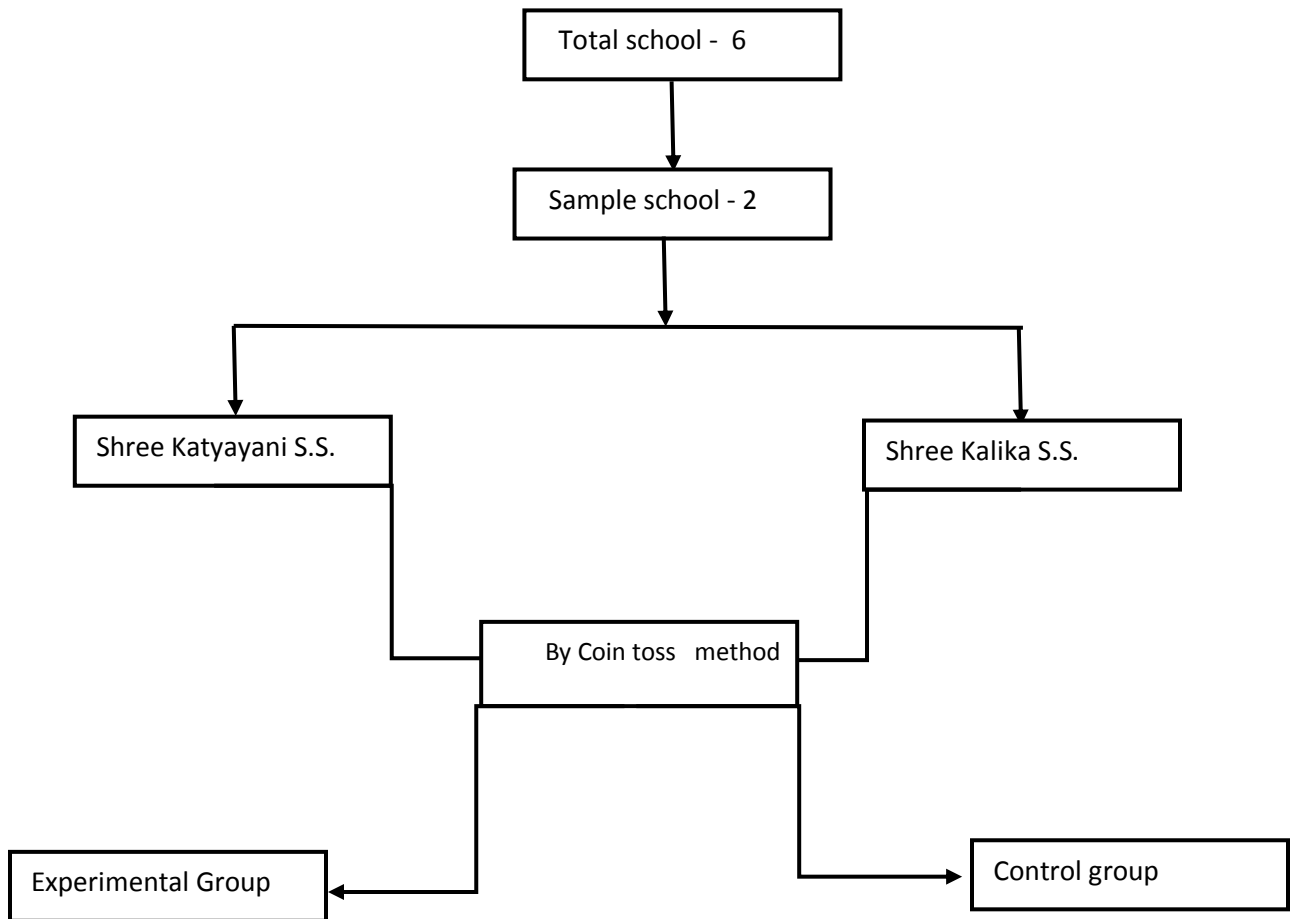 Total school - 6
Sample school - 2
Shree Katyayani S.S.
Shree Kalika S.S.
By Coin toss method
Experimental Group
Control group